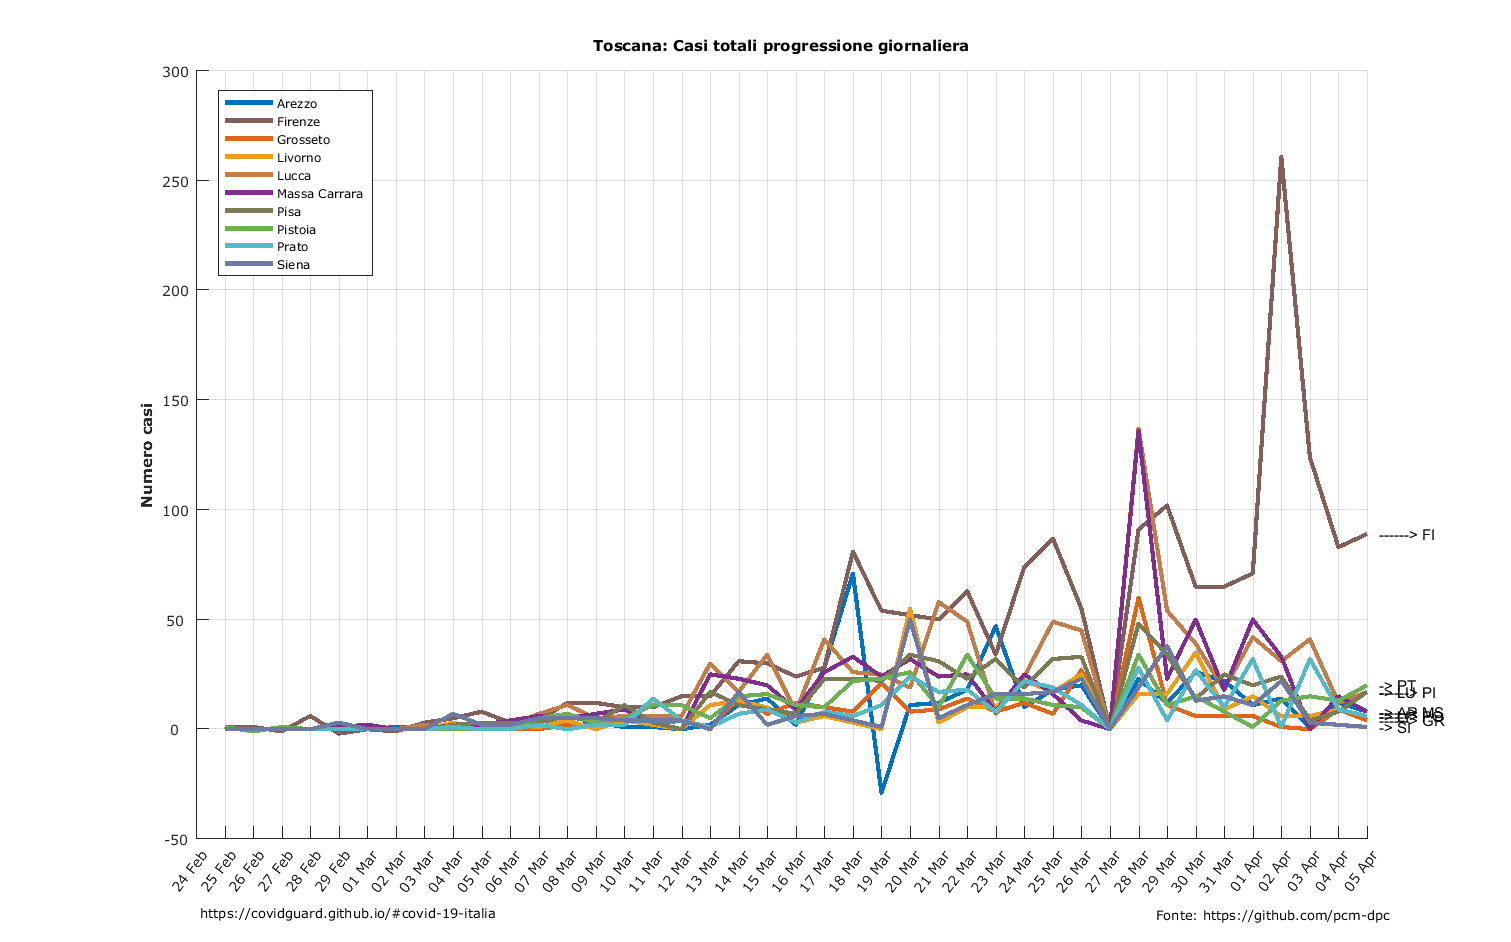 Toscana: Casi totali progressione giornaliera
300
250
200
150
100
50
0
-50
Numero casi
Arezzo
Firenze
Grosseto
Livorno
Lucca
Massa Carrara
Pisa
Pistoia
Prato
Siena
------> FI
-> PT
LU PI
AR MS
GR
-> SI
24 Feb
25 Feb
26 Feb
27 Feb
28 Feb
29 Feb
01 Mar
02 Mar
03 Mar
04 Mar
05 Mar
06 Mar
07 Mar
08 Mar
09 Mar
10 Mar
11 Mar
12 Mar
13 Mar
14 Mar
15 Mar
16 Mar
17 Mar
18 Mar
19 Mar
20 Mar
21 Mar
22 Mar
23 Mar
24 Mar
25 Mar
26 Mar
27 Mar
28 Mar
29 Mar
30 Mar
31 Mar
01 Apr
02 Apr
03 Apr
04 Apr
05 Apr
https://covidguard.github.io/#covid-19-italia
Fonte: https://github.com/pcm-dpc